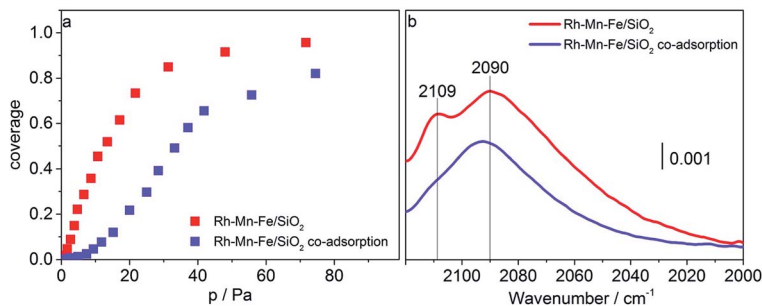 a
coverage
1.0
0.8
0.6
0.4
0.2
0.0
0
20
40
60
80
p / Pa
Rh-Mn-Fe/SiO₂
Rh-Mn-Fe/SiO₂ co-adsorption
b
Rh-Mn-Fe/SiO₂
Rh-Mn-Fe/SiO₂ co-adsorption
2109
2090
0.001
2100
2080
2060
2040
2020
2000
Wavenumber / cm⁻¹